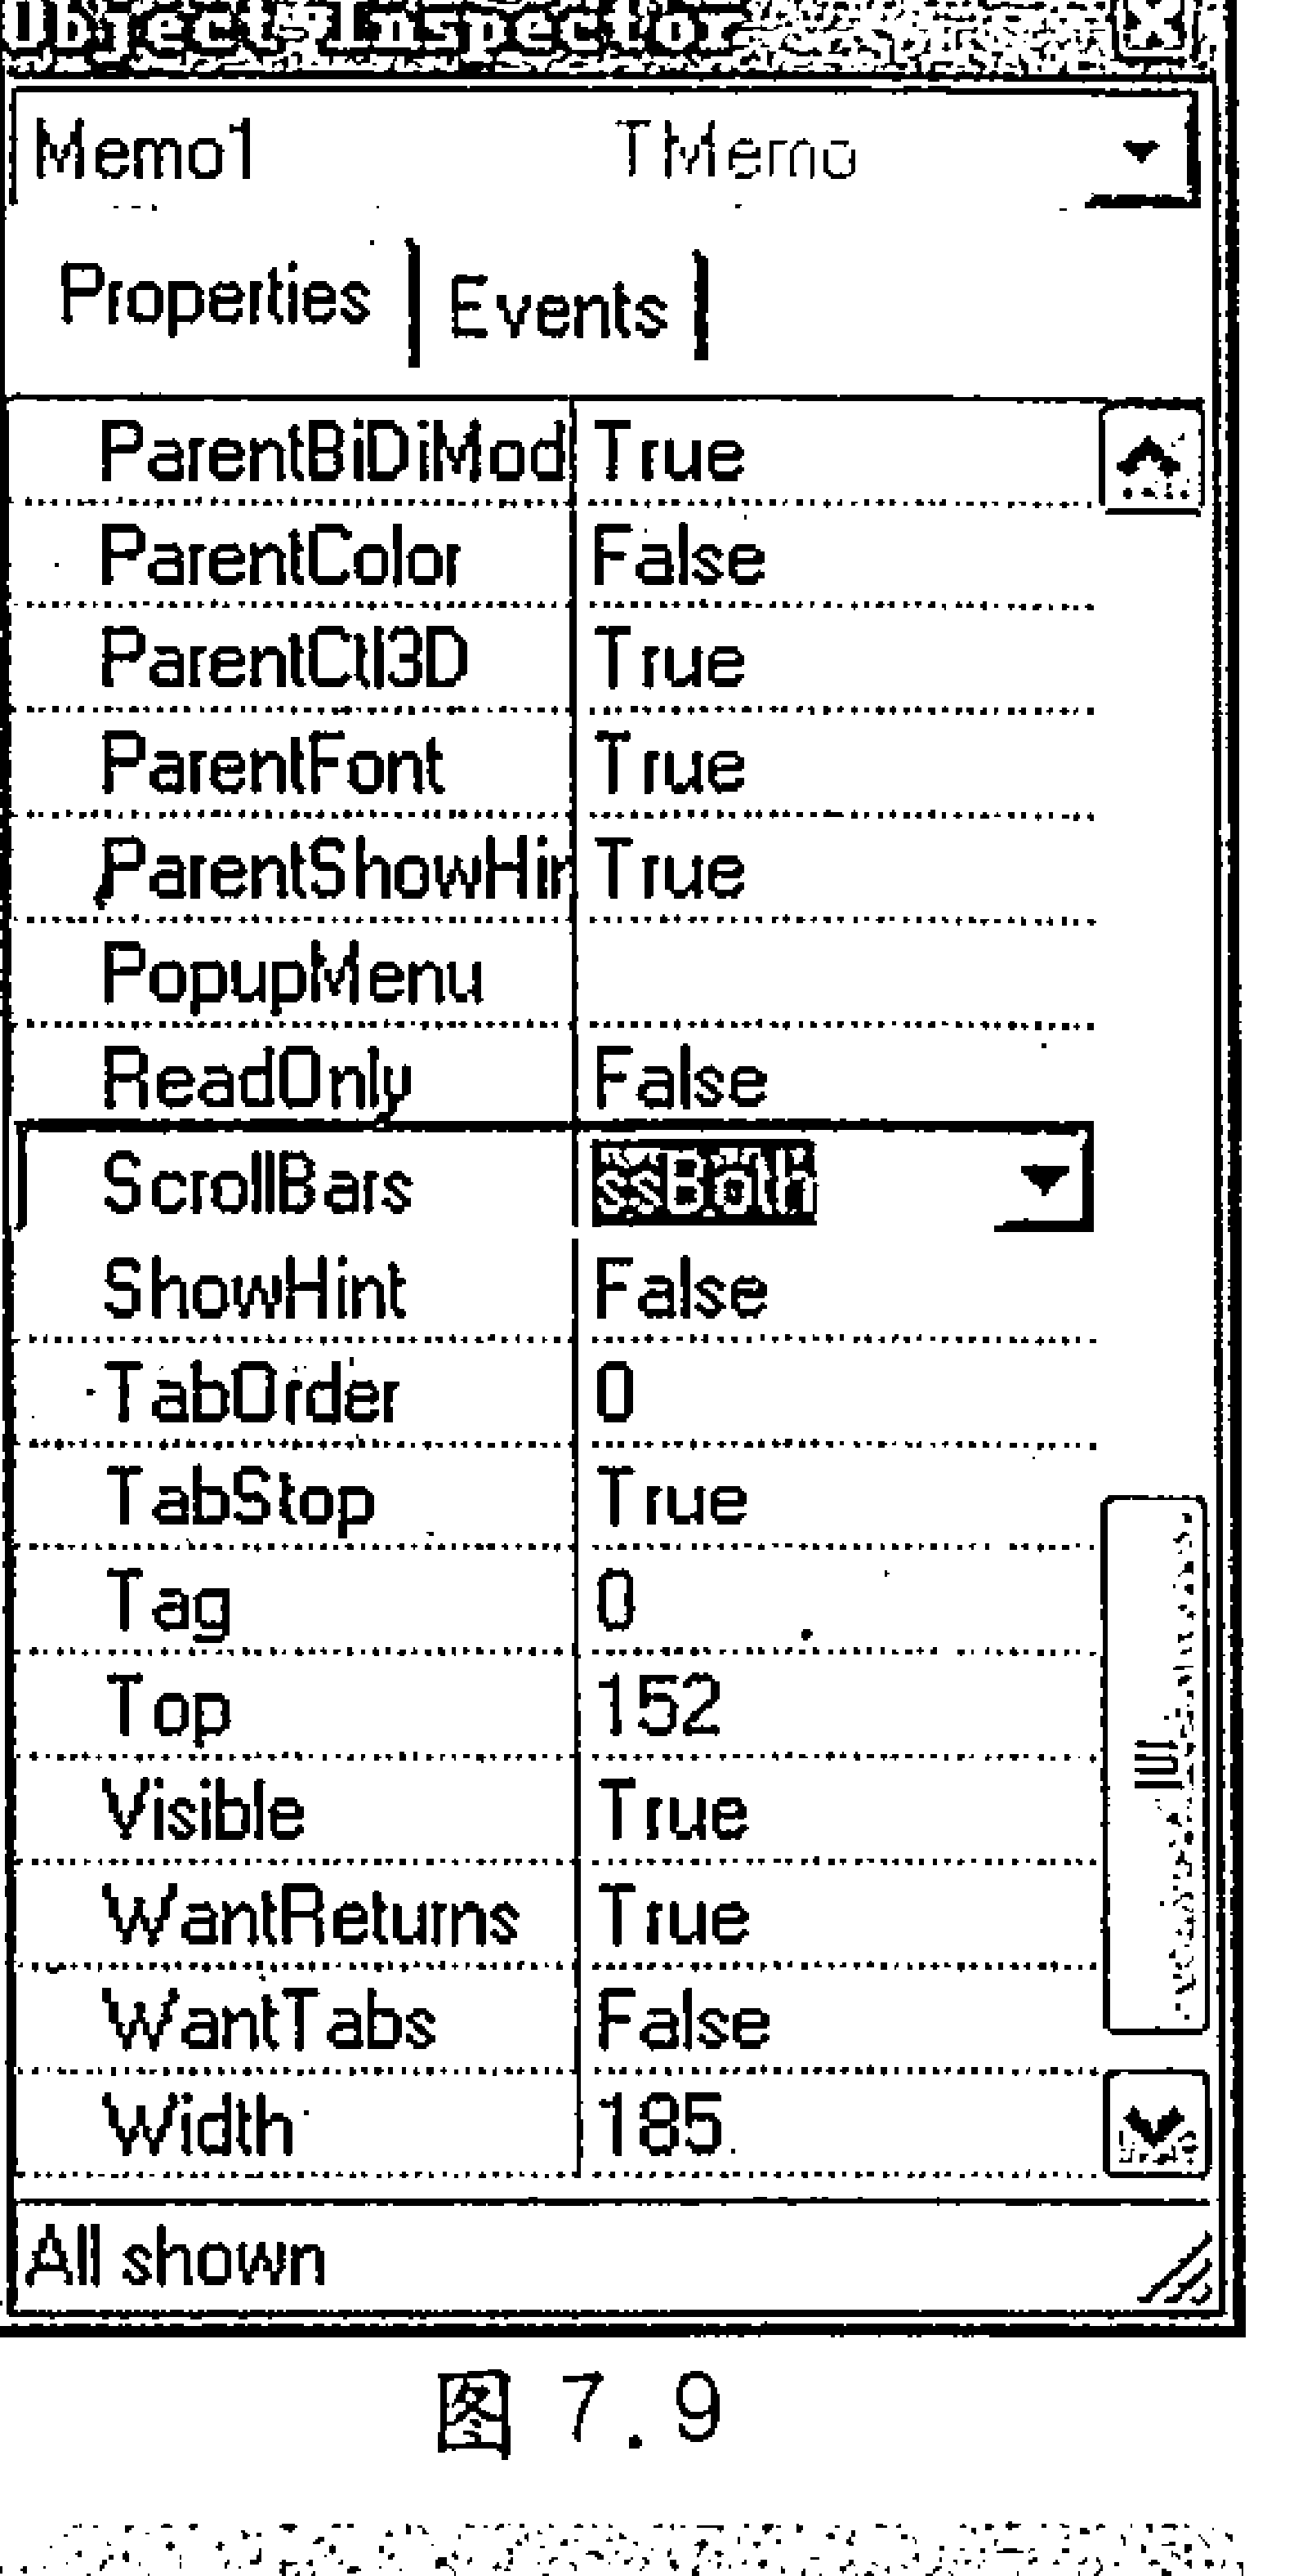 Object Inspector
Memo1 TMemo
Properties Events
ParentBiDiMod True
ParentColor False
ParentCtl3D True
ParentFont True
ParentShowHin True
PopupMenu
ReadOnly False
ScrollBars ssBoth
ShowHint False
TabOrder 0
TabStop True
Tag 0
Top 152
Visible True
WantReturns True
WantTabs False
Width 185
All shown
图 7.9